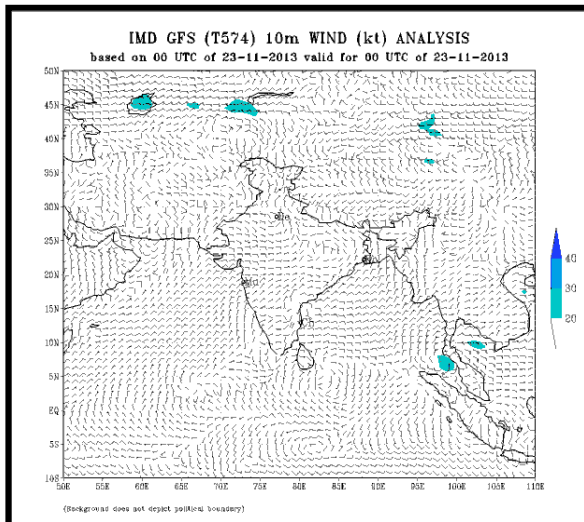 IMD GFS (T574) 10m WIND (kt) ANALYSIS
based on 00 UTC of 23-11-2013 valid for 00 UTC of 23-11-2013
50N
45N
40N
35N
30N
25N
20N
15N
10N
5N
EQ
5S
10S
40
30
20
50E 55E 60E 65E 70E 75E 80E 85E 90E 95E 100E 105E 110E
(Background does not depict political boundary)